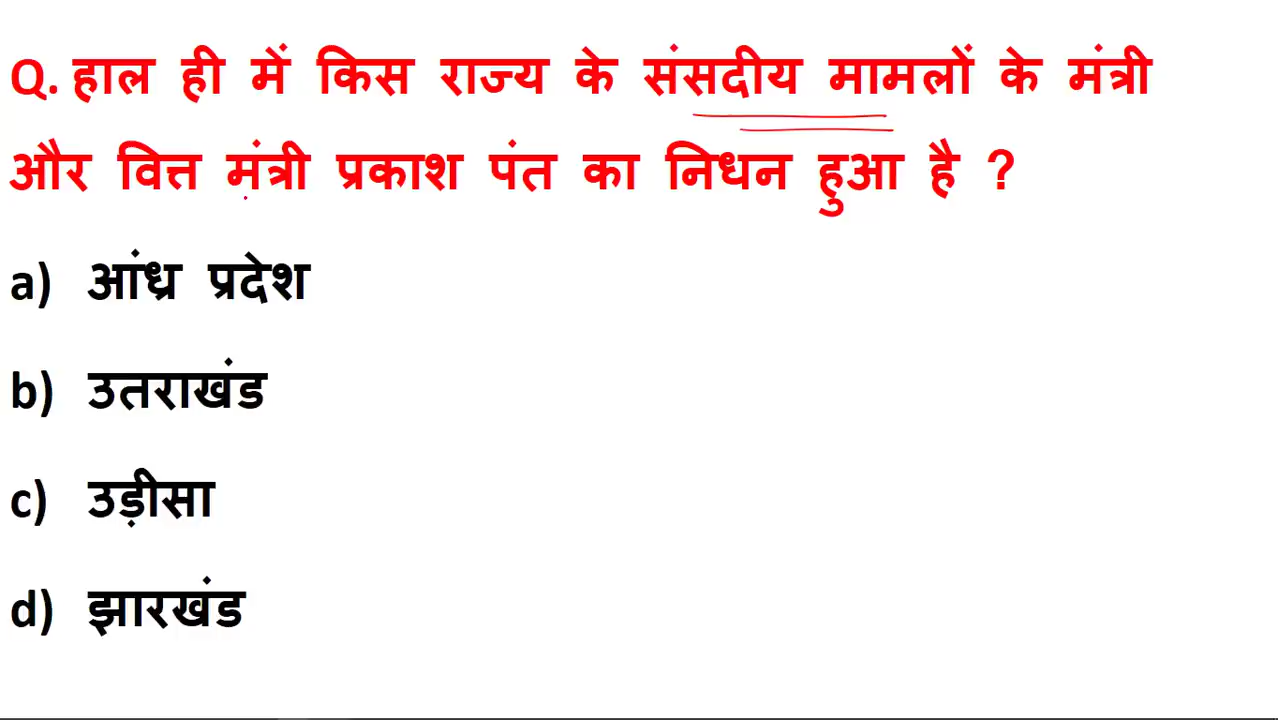 Q. हाल ही में किस राज्य के संसदीय मामलों के मंत्री
और वित्त मंत्री प्रकाश पंत का निधन हुआ है ?
a) आंध्र प्रदेश
b) उतराखंड
c) उड़ीसा
d) झारखंड